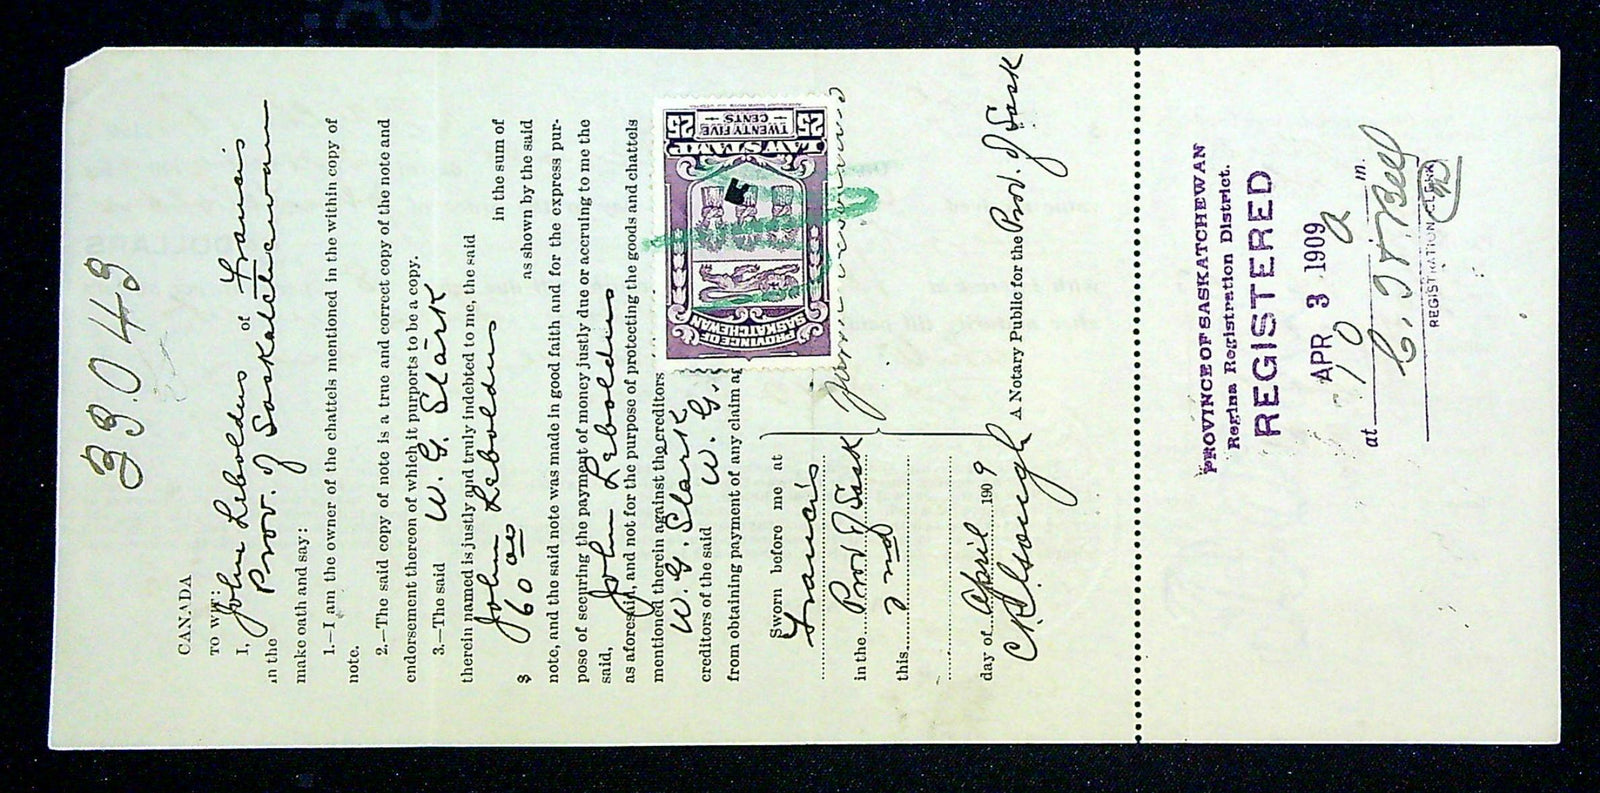 33043
CANADA
TO WIT:
I, John Leboldus of Francis
in the Prov. of Saskatchewan
make oath and say:
1.—I am the owner of the chattels mentioned in the within copy of
note.
2.—The said copy of note is a true and correct copy of the note and
endorsement thereon of which it purports to be a copy.
3.—The said W. G. Slark
therein named is justly and truly indebted to me, the said
John Leboldus in the sum of
$ 60 00 as shown by the said
note, and the said note was made in good faith and for the express pur-
pose of securing the payment of money justly due or accruing to me the
said, John Leboldus
as aforesaid, and not for the purpose of protecting the goods and chattels
mentioned therein against the creditors
W. G. Slark
creditors of the said W. G.
from obtaining payment of any claim ag
PROVINCE OF
SASKATCHEWAN
LAW STAMP
25 TWENTY FIVE CENTS 25
Sworn before me at
Francis
in the Prov of Sask
this 2nd
day of April 1909
A Notary Public for the Prov. of Sask
PROVINCE OF SASKATCHEWAN
Regina Registration District.
REGISTERED
APR 3 1909
at 10 a m.
REGISTRATION CLERK